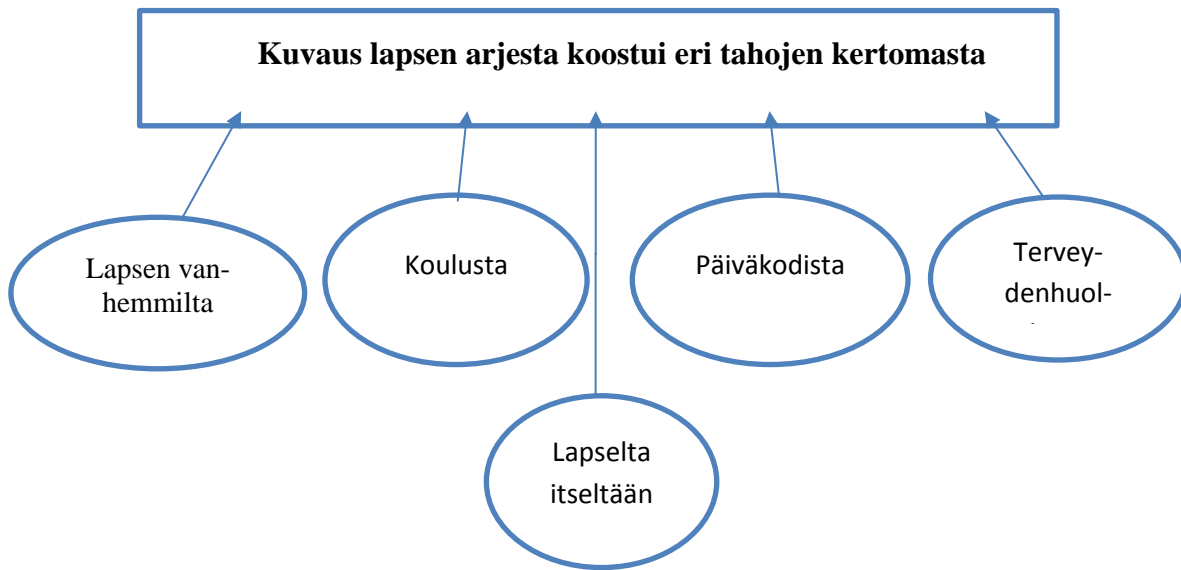 Kuvaus lapsen arjesta koostui eri tahojen kertomasta
Lapsen van-
hemmilta
Koulusta
Päiväkodista
Tervey-
denhuol-
Lapselta
itseltään